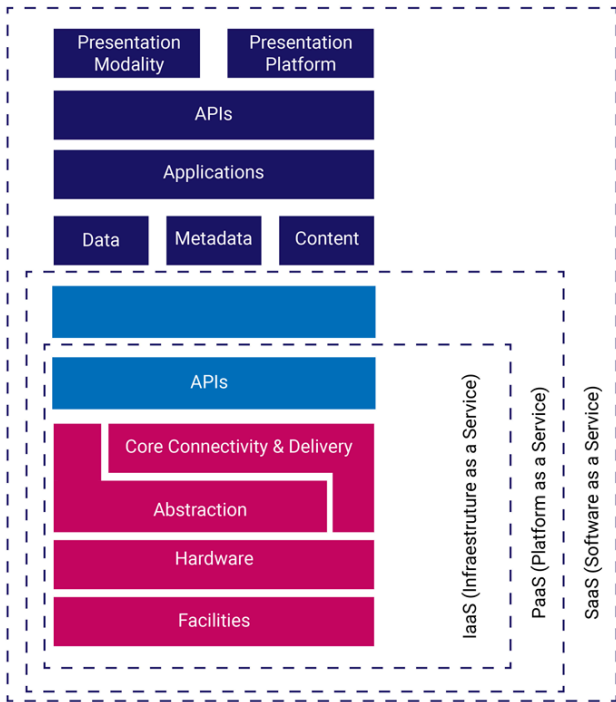 Presentation
Modality
Presentation
Platform
APIs
Applications
Data
Metadata
Content
APIs
Core Connectivity & Delivery
Abstraction
Hardware
Facilities
IaaS (Infraestruture as a Service)
PaaS (Platform as a Service)
SaaS (Software as a Service)